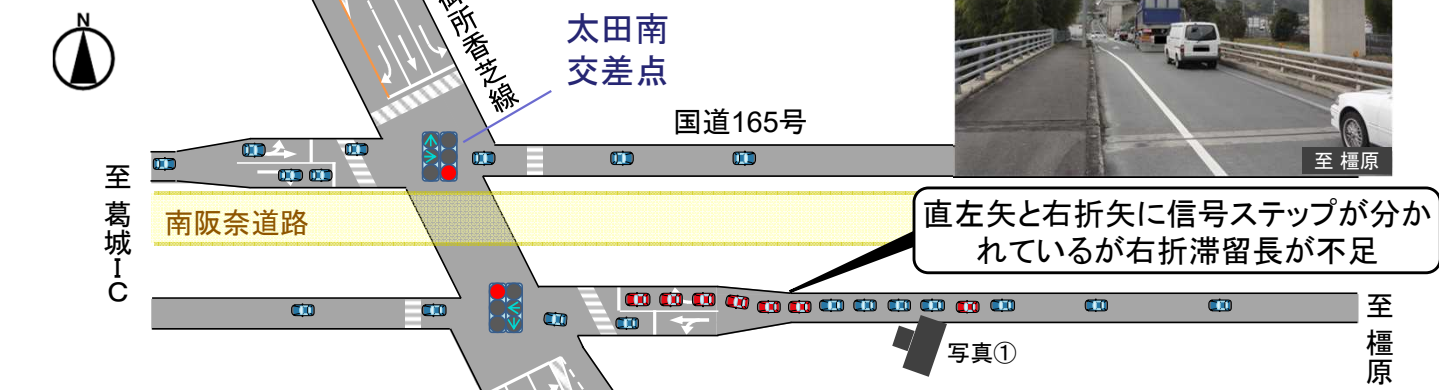 N
御所香芝線
太田南
交差点
国道165号
至 橿原
至葛城IC
南阪奈道路
直左矢と右折矢に信号ステップが分か
れているが右折滞留長が不足
写真①
至橿原